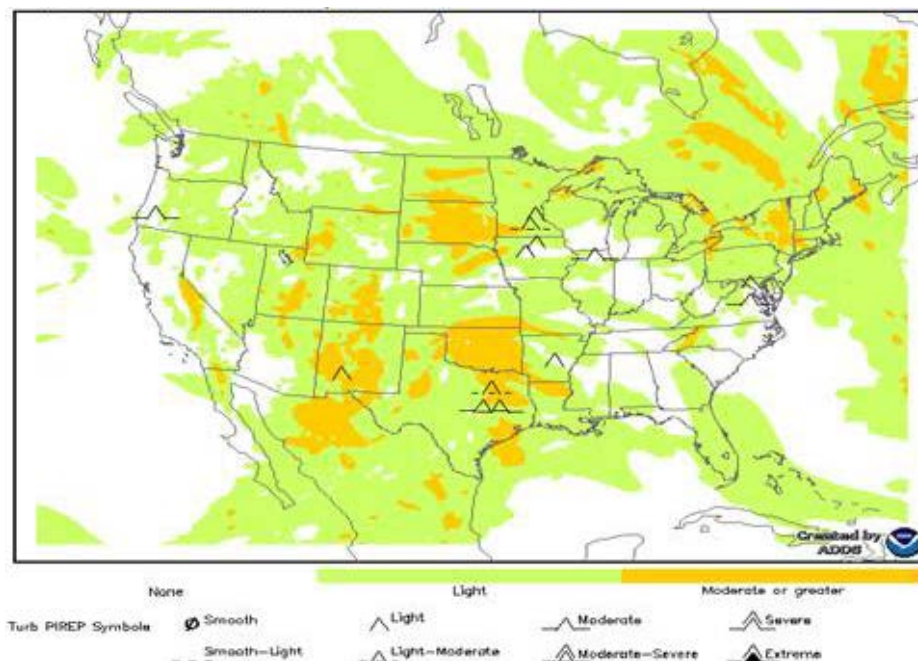 Created by
ADDS
None Light Moderate or greater
Turb PIREP Symbols Smooth Light Moderate Severe
Smooth-Light Light-Moderate Moderate-Severe Extreme